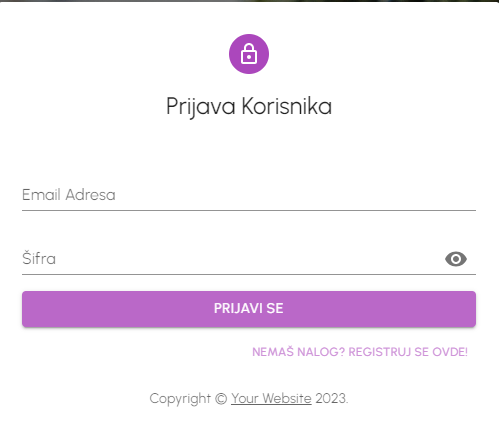 Prijava Korisnika
Email Adresa
Šifra
PRIJAVI SE
NEMAŠ NALOG? REGISTRUJ SE OVDE!
Copyright © Your Website 2023.